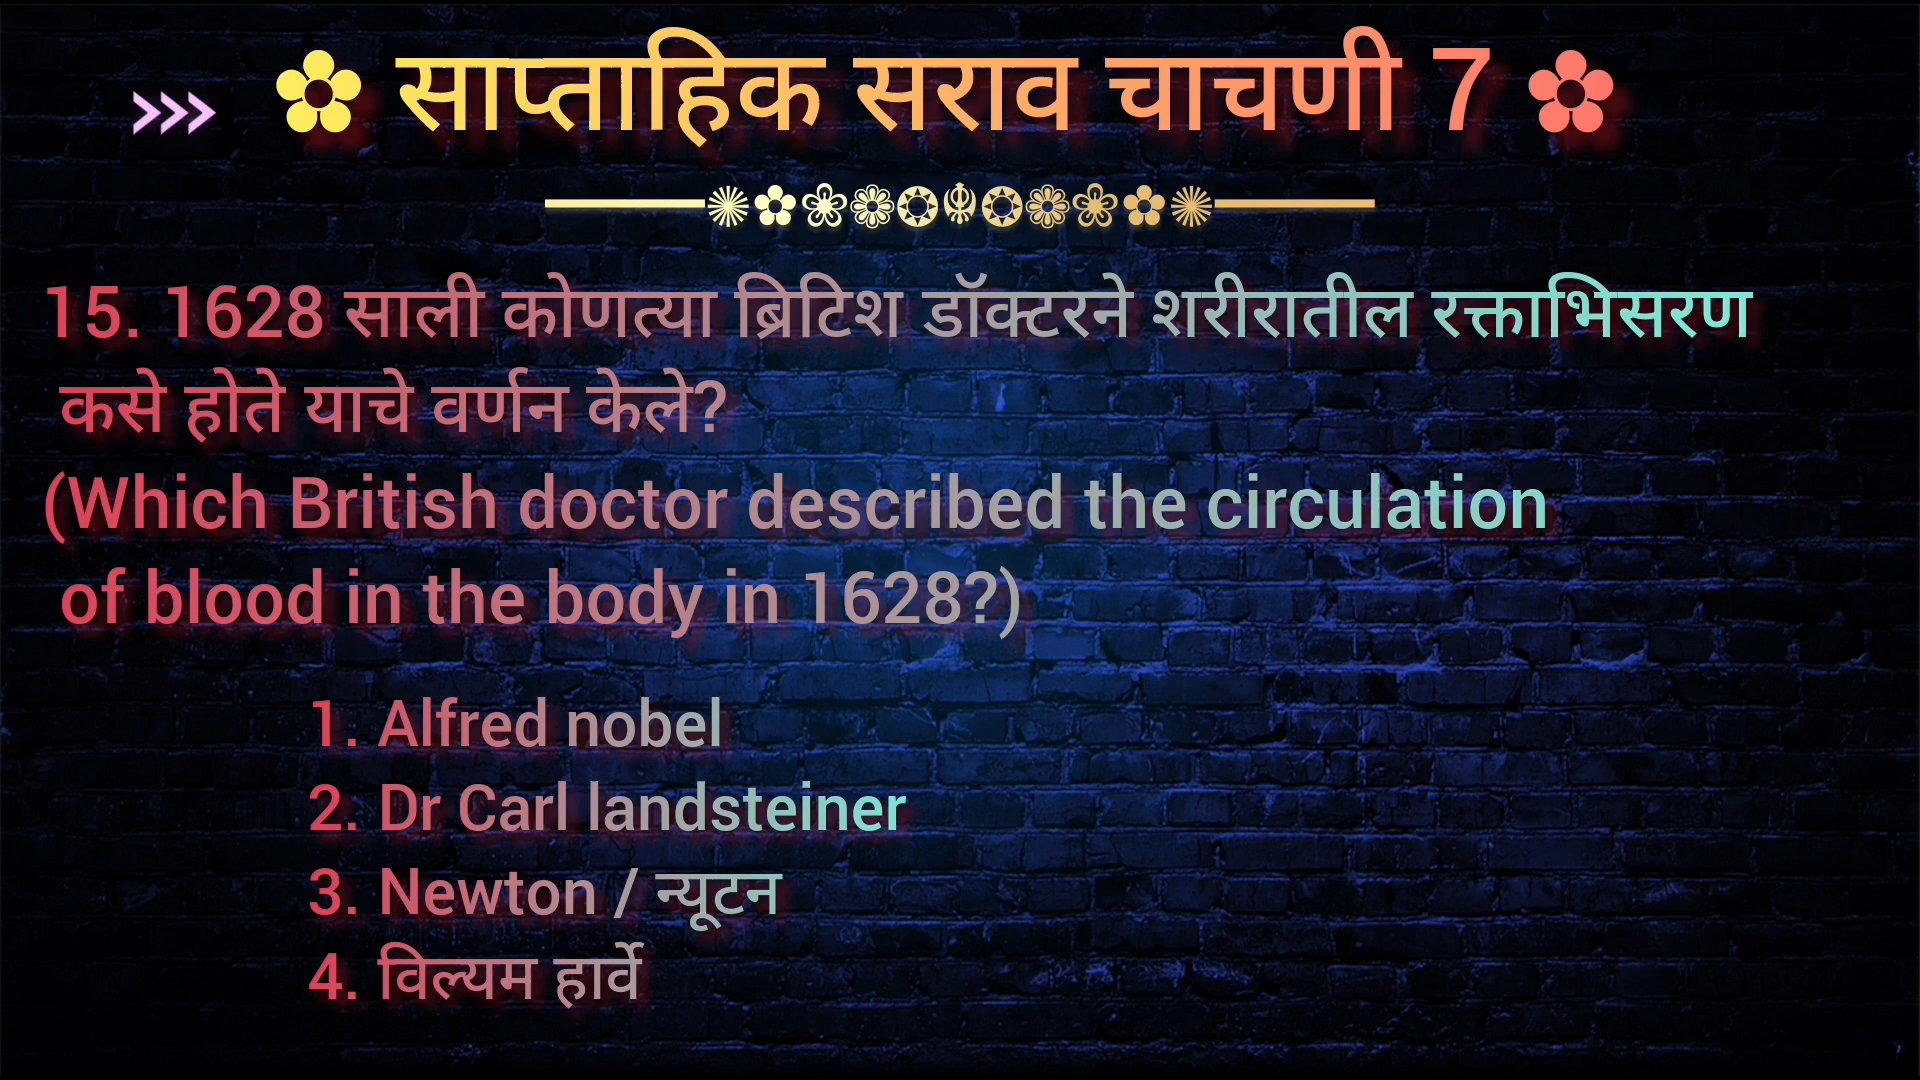 >>> ✿ साप्ताहिक सराव चाचणी 7 ✿
15. 1628 साली कोणत्या ब्रिटिश डॉक्टरने शरीरातील रक्ताभिसरण
कसे होते याचे वर्णन केले?
(Which British doctor described the circulation
of blood in the body in 1628?)
1. Alfred nobel
2. Dr Carl landsteiner
3. Newton / न्यूटन
4. विल्यम हार्वे